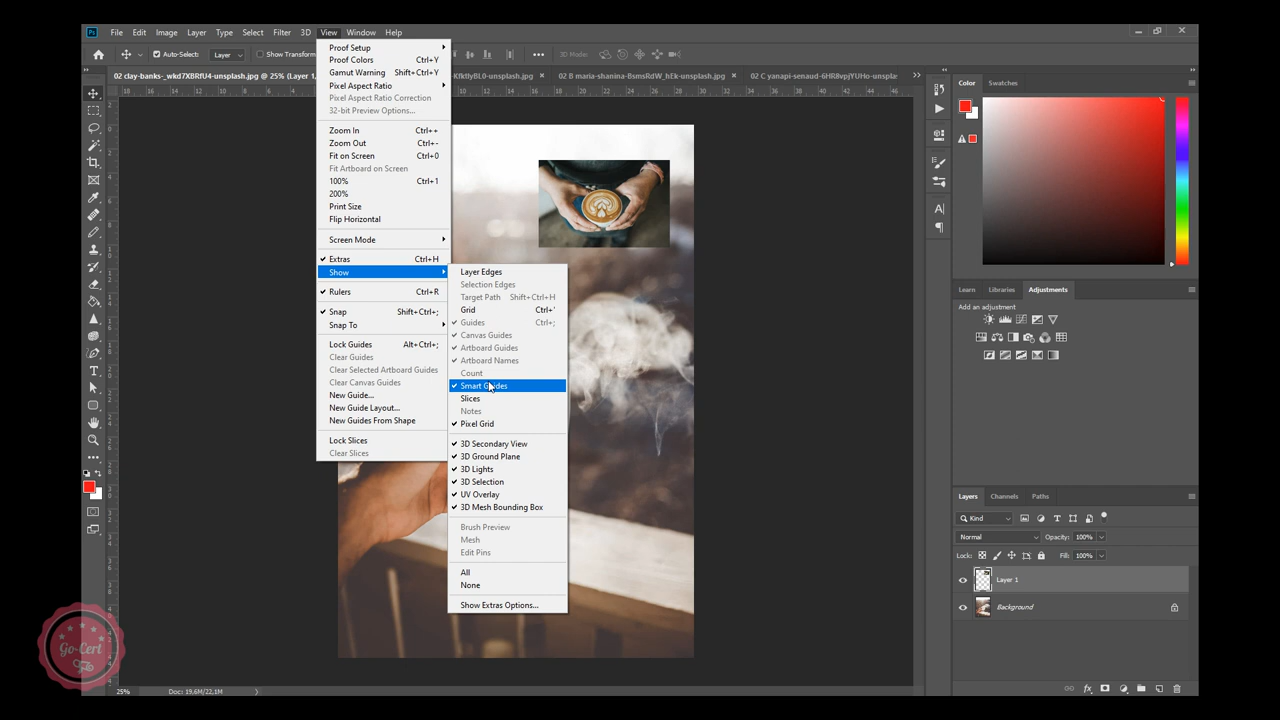 File Edit Image Layer Type Select Filter 3D View Window Help
Auto-Select: Layer Show Transform 3D Mode:
02 clay-banks-_wkd7XBRfU4-unsplash.jpg @ 25% (Layer 1, -KfktlyBL0-unsplash.jpg × 02 B maria-shanina-BsmsRdW_hEk-unsplash.jpg × 02 C yanapi-senaud-6HR8vpjYUHo-unspla
Proof Setup
Proof Colors Ctrl+Y
Gamut Warning Shift+Ctrl+Y
Pixel Aspect Ratio
Pixel Aspect Ratio Correction
32-bit Preview Options...
Zoom In Ctrl++
Zoom Out Ctrl+-
Fit on Screen Ctrl+0
Fit Artboard on Screen
100% Ctrl+1
200%
Print Size
Flip Horizontal
Screen Mode
Extras Ctrl+H
Show
Rulers Ctrl+R
Snap Shift+Ctrl+;
Snap To
Lock Guides Alt+Ctrl+;
Clear Guides
Clear Selected Artboard Guides
Clear Canvas Guides
New Guide...
New Guide Layout...
New Guides From Shape
Lock Slices
Clear Slices
Layer Edges
Selection Edges
Target Path Shift+Ctrl+H
Grid Ctrl+'
Guides Ctrl+;
Canvas Guides
Artboard Guides
Artboard Names
Count
Smart Guides
Slices
Notes
Pixel Grid
3D Secondary View
3D Ground Plane
3D Lights
3D Selection
UV Overlay
3D Mesh Bounding Box
Brush Preview
Mesh
Edit Pins
All
None
Show Extras Options...
Color Swatches
Learn Libraries Adjustments
Add an adjustment
Layers Channels Paths
Kind
Normal Opacity: 100%
Lock: Fill: 100%
Layer 1
Background
25% Doc: 19,6M/22,1M
Go-Cert